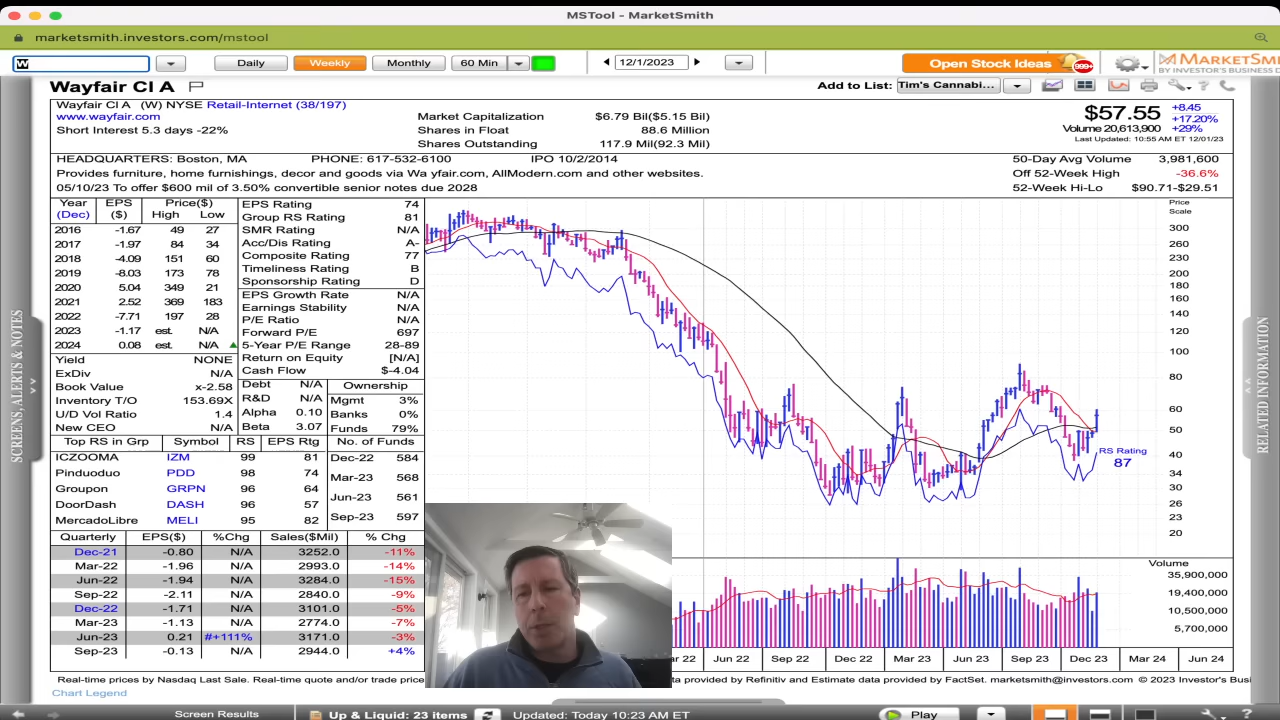 MSTool - MarketSmith
marketsmith.investors.com/mstool
W
Daily
Weekly
Monthly
60 Min
12/1/2023
Open Stock Ideas
999+
MARKETSMI
BY INVESTOR'S BUSINESS D
Wayfair Cl A
Add to List:
Tim's Cannabi...
Wayfair Cl A (W) NYSE Retail-Internet (38/197)
www.wayfair.com
Short Interest 5.3 days -22%
Market Capitalization $6.79 Bil($5.15 Bil)
Shares in Float 88.6 Million
Shares Outstanding 117.9 Mil(92.3 Mil)
$57.55
+8.45
+17.20%
Volume 20,613,900 +29%
Last Updated: 10:55 AM ET 12/01/23
HEADQUARTERS: Boston, MA PHONE: 617-532-6100 IPO 10/2/2014
Provides furniture, home furnishings, decor and goods via Wa yfair.com, AllModern.com and other websites.
05/10/23 To offer $600 mil of 3.50% convertible senior notes due 2028
50-Day Avg Volume 3,981,600
Off 52-Week High -36.6%
52-Week Hi-Lo $90.71-$29.51
Year EPS Price($)
(Dec) ($) High Low
2016 -1.67 49 27
2017 -1.97 84 34
2018 -4.09 151 60
2019 -8.03 173 78
2020 5.04 349 21
2021 2.52 369 183
2022 -7.71 197 28
2023 -1.17 est. N/A
2024 0.08 est. N/A
Yield NONE
ExDiv N/A
Book Value x-2.58
Inventory T/O 153.69X
U/D Vol Ratio 1.4
New CEO N/A
EPS Rating 74
Group RS Rating 81
SMR Rating N/A
Acc/Dis Rating A-
Composite Rating 77
Timeliness Rating B
Sponsorship Rating D
EPS Growth Rate N/A
Earnings Stability N/A
P/E Ratio N/A
Forward P/E 697
5-Year P/E Range 28-89
Return on Equity [N/A]
Cash Flow $-4.04
Debt N/A
R&D N/A
Alpha 0.10
Beta 3.07
Ownership
Mgmt 3%
Banks 0%
Funds 79%
Top RS in Grp Symbol RS EPS Rtg
ICZOOMA IZM 99 81
Pinduoduo PDD 98 74
Groupon GRPN 96 64
DoorDash DASH 96 57
MercadoLibre MELI 95 82
No. of Funds
Dec-22 584
Mar-23 568
Jun-23 561
Sep-23 597
Quarterly EPS($) %Chg Sales($Mil) % Chg
Dec-21 -0.80 N/A 3252.0 -11%
Mar-22 -1.96 N/A 2993.0 -14%
Jun-22 -1.94 N/A 3284.0 -15%
Sep-22 -2.11 N/A 2840.0 -9%
Dec-22 -1.71 N/A 3101.0 -5%
Mar-23 -1.13 N/A 2774.0 -7%
Jun-23 0.21 #+111% 3171.0 -3%
Sep-23 -0.13 N/A 2944.0 +4%
Price
Scale
300
260
230
200
180
160
140
120
100
80
60
50
40
34
30
26
23
20
RS Rating
87
Volume
35,900,000
19,400,000
10,500,000
5,700,000
ar 22 Jun 22 Sep 22 Dec 22 Mar 23 Jun 23 Sep 23 Dec 23 Mar 24 Jun 24
SCREENS, ALERTS & NOTES
RELATED INFORMATION
Real-time prices by Nasdaq Last Sale. Real-time quote and/or trade price
ta provided by Refinitiv and Estimate data provided by FactSet. marketsmith@investors.com © 2023 Investor's Busi
Chart Legend
Screen Results
Up & Liquid: 23 items
Updated: Today 10:23 AM ET
Play